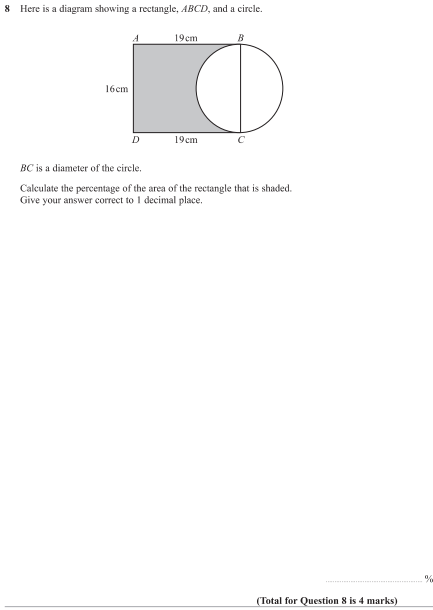 8 Here is a diagram showing a rectangle, ABCD, and a circle.
A 19 cm B
16 cm
D 19 cm C
BC is a diameter of the circle.
Calculate the percentage of the area of the rectangle that is shaded.
Give your answer correct to 1 decimal place.
........................................ %
(Total for Question 8 is 4 marks)